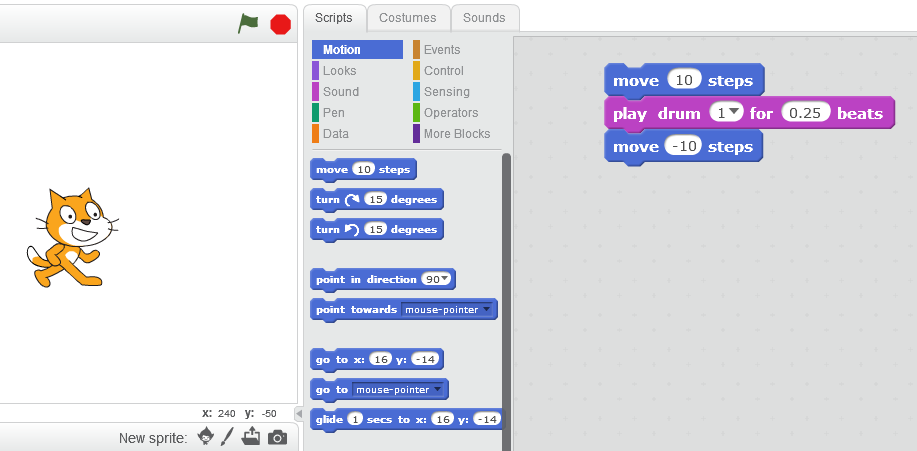 Scripts Costumes Sounds
Motion Events
Looks Control
Sound Sensing
Pen Operators
Data More Blocks
move 10 steps
turn 15 degrees
turn 15 degrees
point in direction 90
point towards mouse-pointer
go to x: 16 y: -14
go to mouse-pointer
glide 1 secs to x: 16 y: -14
move 10 steps
play drum 1 for 0.25 beats
move -10 steps
x: 240 y: -50
New sprite: